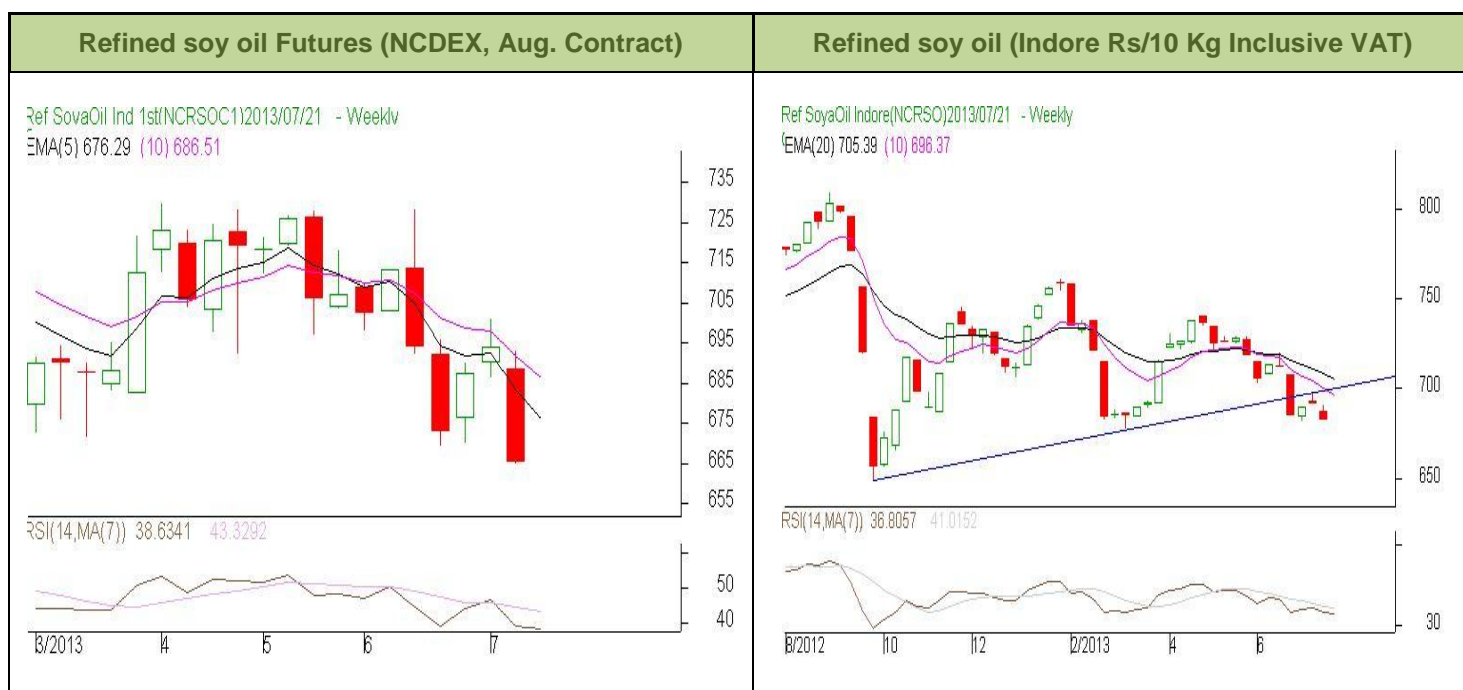 Refined soy oil Futures (NCDEX, Aug. Contract)
Ref SovaOil Ind 1st(NCRSOC1)2013/07/21 - Weekly
EMA(5) 676.29 (10) 686.51
735
725
715
705
695
685
675
665
655
RSI(14,MA(7)) 38.6341 43.3292
50
40
3/2013 4 5 6 7
Refined soy oil (Indore Rs/10 Kg Inclusive VAT)
Ref SoyaOil Indore(NCRSO)2013/07/21 - Weekly
EMA(20) 705.39 (10) 696.37
800
750
700
650
RSI(14,MA(7)) 36.8057 41.0152
30
8/2012 10 12 2/2013 4 6